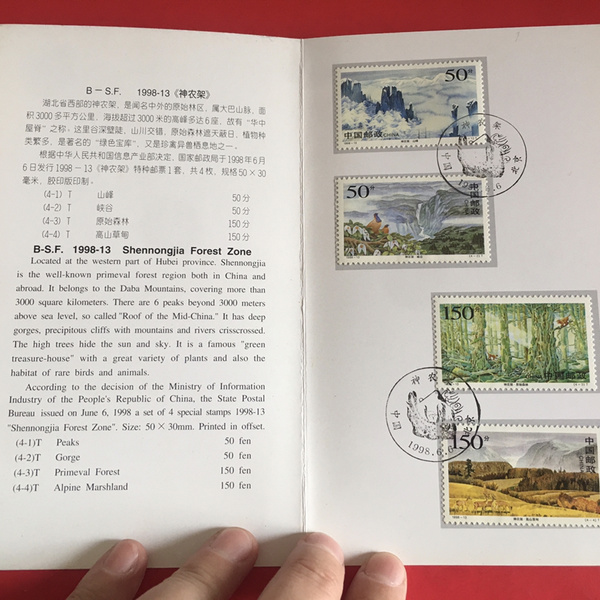 B-S.F. 1998-13《神农架》
湖北省西部的神农架,是闻名中外的原始林区,属大巴山脉,面
积3000多平方公里,海拔超过3000米的高峰多达6座,故有"华中
屋脊"之称。这里谷深壁陡,山川交错,原始森林遮天蔽日,植物种
类繁多,是著名的"绿色宝库",又是珍禽异兽栖息地之一。
根据中华人民共和国信息产业部决定,国家邮政局于1998年6月
6日发行1998-13《神农架》特种邮票1套,共4枚,规格50×30
毫米,胶印版印制。
(4-1)T 山峰 50分
(4-2)T 峡谷 50分
(4-3)T 原始森林 150分
(4-4)T 高山草甸 150分
B-S.F. 1998-13 Shennongjia Forest Zone
Located at the western part of Hubei province. Shennongjia
is the well-known primeval forest region both in China and
abroad. It belongs to the Daba Mountains, covering more than
3000 square kilometers. There are 6 peaks beyond 3000 meters
above sea level, so called "Roof of the Mid-China." It has deep
gorges, precipitous cliffs with mountains and rivers crisscrosed.
The high trees hide the sun and sky. It is a famous "green
treasure-house" with a great variety of plants and also the
habitat of rare birds and animals.
According to the decision of the Ministry of Information
Industry of the People's Republic of China, the State Postal
Bureau issued on June 6, 1998 a set of 4 special stamps 1998-13
"Shennongjia Forest Zone". Size: 50×30mm. Printed in offset.
(4-1)T Peaks 50 fen
(4-2)T Gorge 50 fen
(4-3)T Primeval Forest 150 fen
(4-4)T Alpine Marshland 150 fen
50分
中国邮政 CHINA
神农架
1998.6.6
50分
中国邮政
150分
中国邮政
神农架
中国
1998.6.6
150分
中国邮政
1998-13